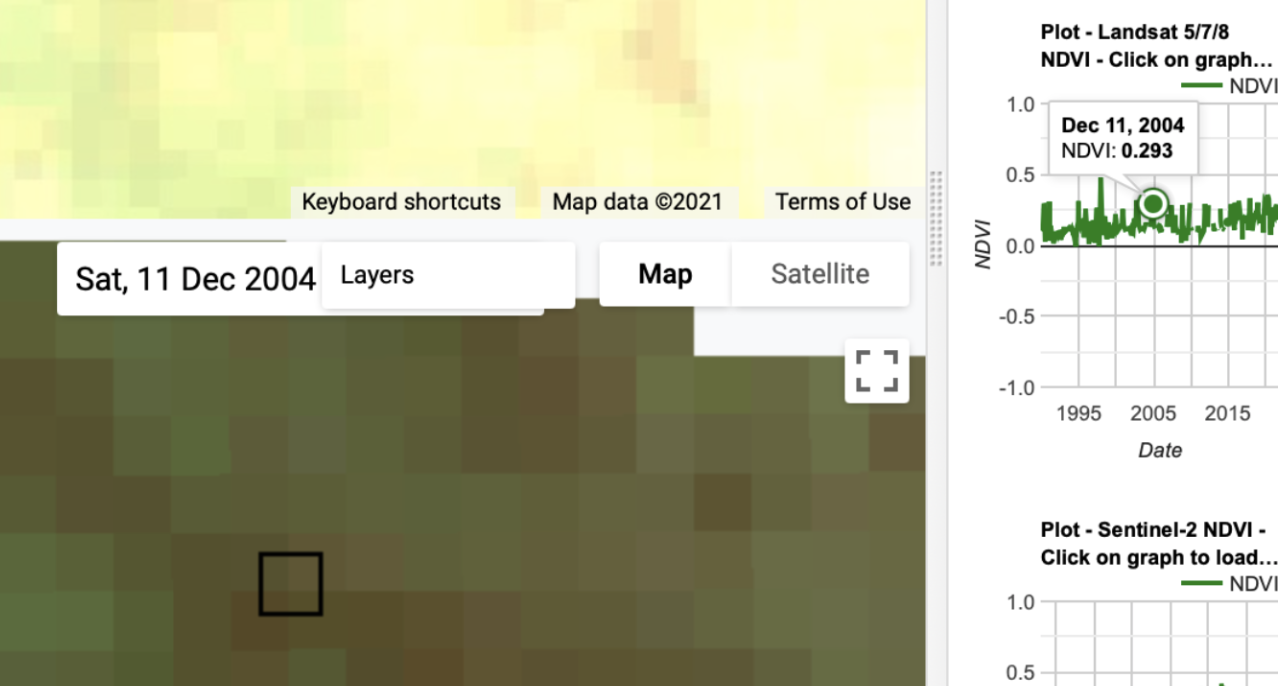 Keyboard shortcuts
Map data ©2021
Terms of Use
Sat, 11 Dec 2004
Layers
Map
Satellite
Plot - Landsat 5/7/8
NDVI - Click on graph...
NDVI
1.0
Dec 11, 2004
NDVI: 0.293
0.5
0.0
-0.5
-1.0
NDVI
1995 2005 2015
Date
Plot - Sentinel-2 NDVI -
Click on graph to load...
NDVI
1.0
0.5